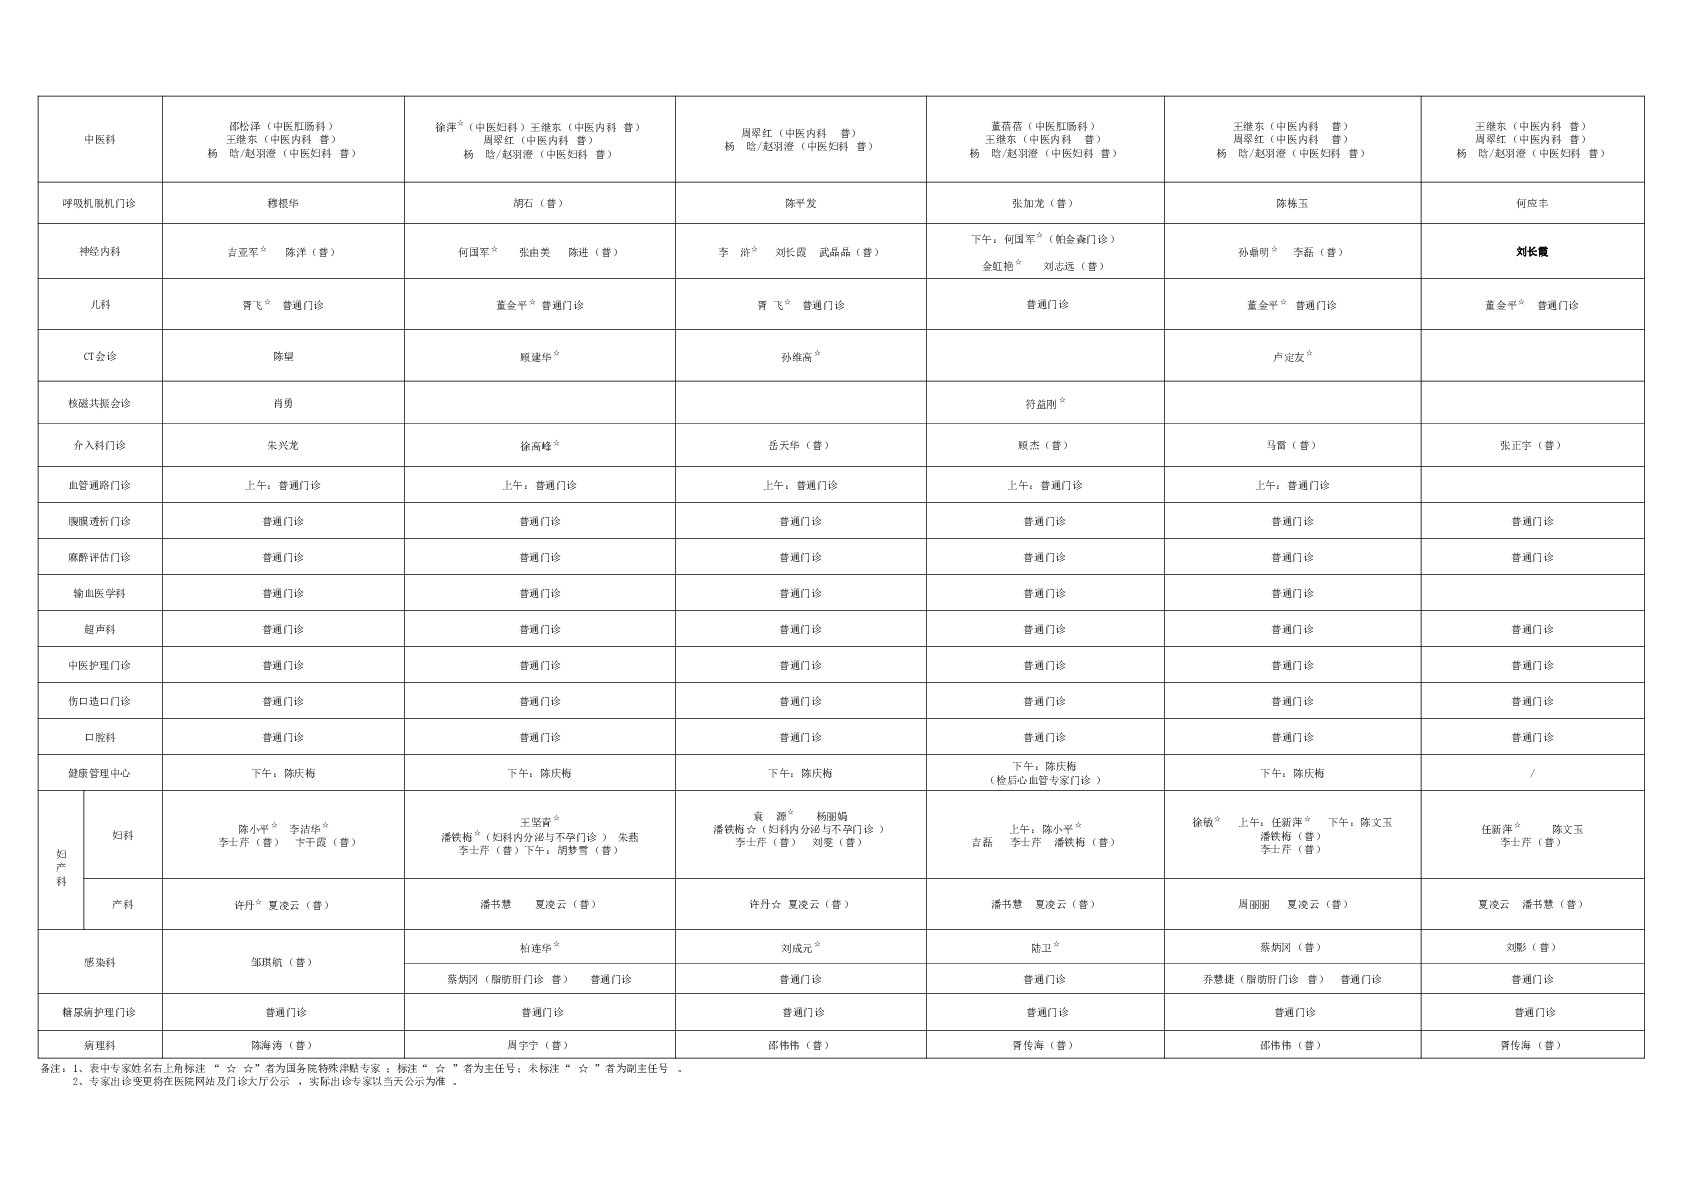 中医科
邵松泽（中医肛肠科）
王继东（中医内科 普）
杨 晗/赵羽澄（中医妇科 普）
徐萍☆（中医妇科）王继东（中医内科 普）
周翠红（中医内科 普）
杨 晗/赵羽澄（中医妇科 普）
周翠红（中医内科 普）
杨 晗/赵羽澄（中医妇科 普）
董蓓蓓（中医肛肠科）
王继东（中医内科 普）
杨 晗/赵羽澄（中医妇科 普）
王继东（中医内科 普）
周翠红（中医内科 普）
杨 晗/赵羽澄（中医妇科 普）
王继东（中医内科 普）
周翠红（中医内科 普）
杨 晗/赵羽澄（中医妇科 普）
呼吸机脱机门诊 穆根华 胡石（普） 陈平发 张加龙（普） 陈栋玉 何应丰
神经内科
吉亚军☆ 陈洋（普）
何国军☆ 张曲美 陈进（普）
李 浒☆ 刘长霞 武晶晶（普）
下午：何国军☆（帕金森门诊）
金虹艳☆ 刘志远（普）
孙鼎明☆ 李磊（普）
刘长霞
儿科 胥飞☆ 普通门诊 董金平☆ 普通门诊 胥 飞☆ 普通门诊 普通门诊 董金平☆ 普通门诊 董金平☆ 普通门诊
CT会诊 陈望 顾建华☆ 孙维高☆ 卢定友☆
核磁共振会诊 肖勇 符益刚☆
介入科门诊 朱兴龙 徐高峰☆ 岳天华（普） 顾杰（普） 马雷（普） 张正宇（普）
血管通路门诊 上午：普通门诊 上午：普通门诊 上午：普通门诊 上午：普通门诊 上午：普通门诊
腹膜透析门诊 普通门诊 普通门诊 普通门诊 普通门诊 普通门诊 普通门诊
麻醉评估门诊 普通门诊 普通门诊 普通门诊 普通门诊 普通门诊 普通门诊
输血医学科 普通门诊 普通门诊 普通门诊 普通门诊 普通门诊
超声科 普通门诊 普通门诊 普通门诊 普通门诊 普通门诊 普通门诊
中医护理门诊 普通门诊 普通门诊 普通门诊 普通门诊 普通门诊 普通门诊
伤口造口门诊 普通门诊 普通门诊 普通门诊 普通门诊 普通门诊 普通门诊
口腔科 普通门诊 普通门诊 普通门诊 普通门诊 普通门诊 普通门诊
健康管理中心 下午：陈庆梅 下午：陈庆梅 下午：陈庆梅
下午：陈庆梅
（检后心血管专家门诊）
下午：陈庆梅 /
妇
产
科
妇科
陈小平☆ 李洁华☆
李士芹（普） 卞干霞（普）
王坚青☆
潘铁梅☆（妇科内分泌与不孕门诊） 朱燕
李士芹（普）下午：胡梦雪（普）
袁 源☆ 杨丽娟
潘铁梅☆（妇科内分泌与不孕门诊）
李士芹（普） 刘雯（普）
上午：陈小平☆
吉磊 李士芹 潘铁梅（普）
徐敏☆ 上午：任新萍☆ 下午：陈文玉
潘铁梅（普）
李士芹（普）
任新萍☆ 陈文玉
李士芹（普）
产科 许丹☆ 夏凌云（普） 潘书慧 夏凌云（普） 许丹☆ 夏凌云（普） 潘书慧 夏凌云（普） 周丽丽 夏凌云（普） 夏凌云 潘书慧（普）
感染科 邹琪航（普）
柏连华☆ 刘成元☆ 陆卫☆ 蔡炳冈（普） 刘影（普）
蔡炳冈（脂肪肝门诊 普） 普通门诊 普通门诊 普通门诊 乔慧捷（脂肪肝门诊 普） 普通门诊 普通门诊
糖尿病护理门诊 普通门诊 普通门诊 普通门诊 普通门诊 普通门诊 普通门诊
病理科 陈海涛（普） 周宇宁（普） 邵伟伟（普） 胥传海（普） 邵伟伟（普） 胥传海（普）
备注：1、表中专家姓名右上角标注 “ ☆ ☆”者为国务院特殊津贴专家 ；标注“ ☆ ”者为主任号；未标注“ ☆ ”者为副主任号 。
2、专家出诊变更将在医院网站及门诊大厅公示 ，实际出诊专家以当天公示为准 。